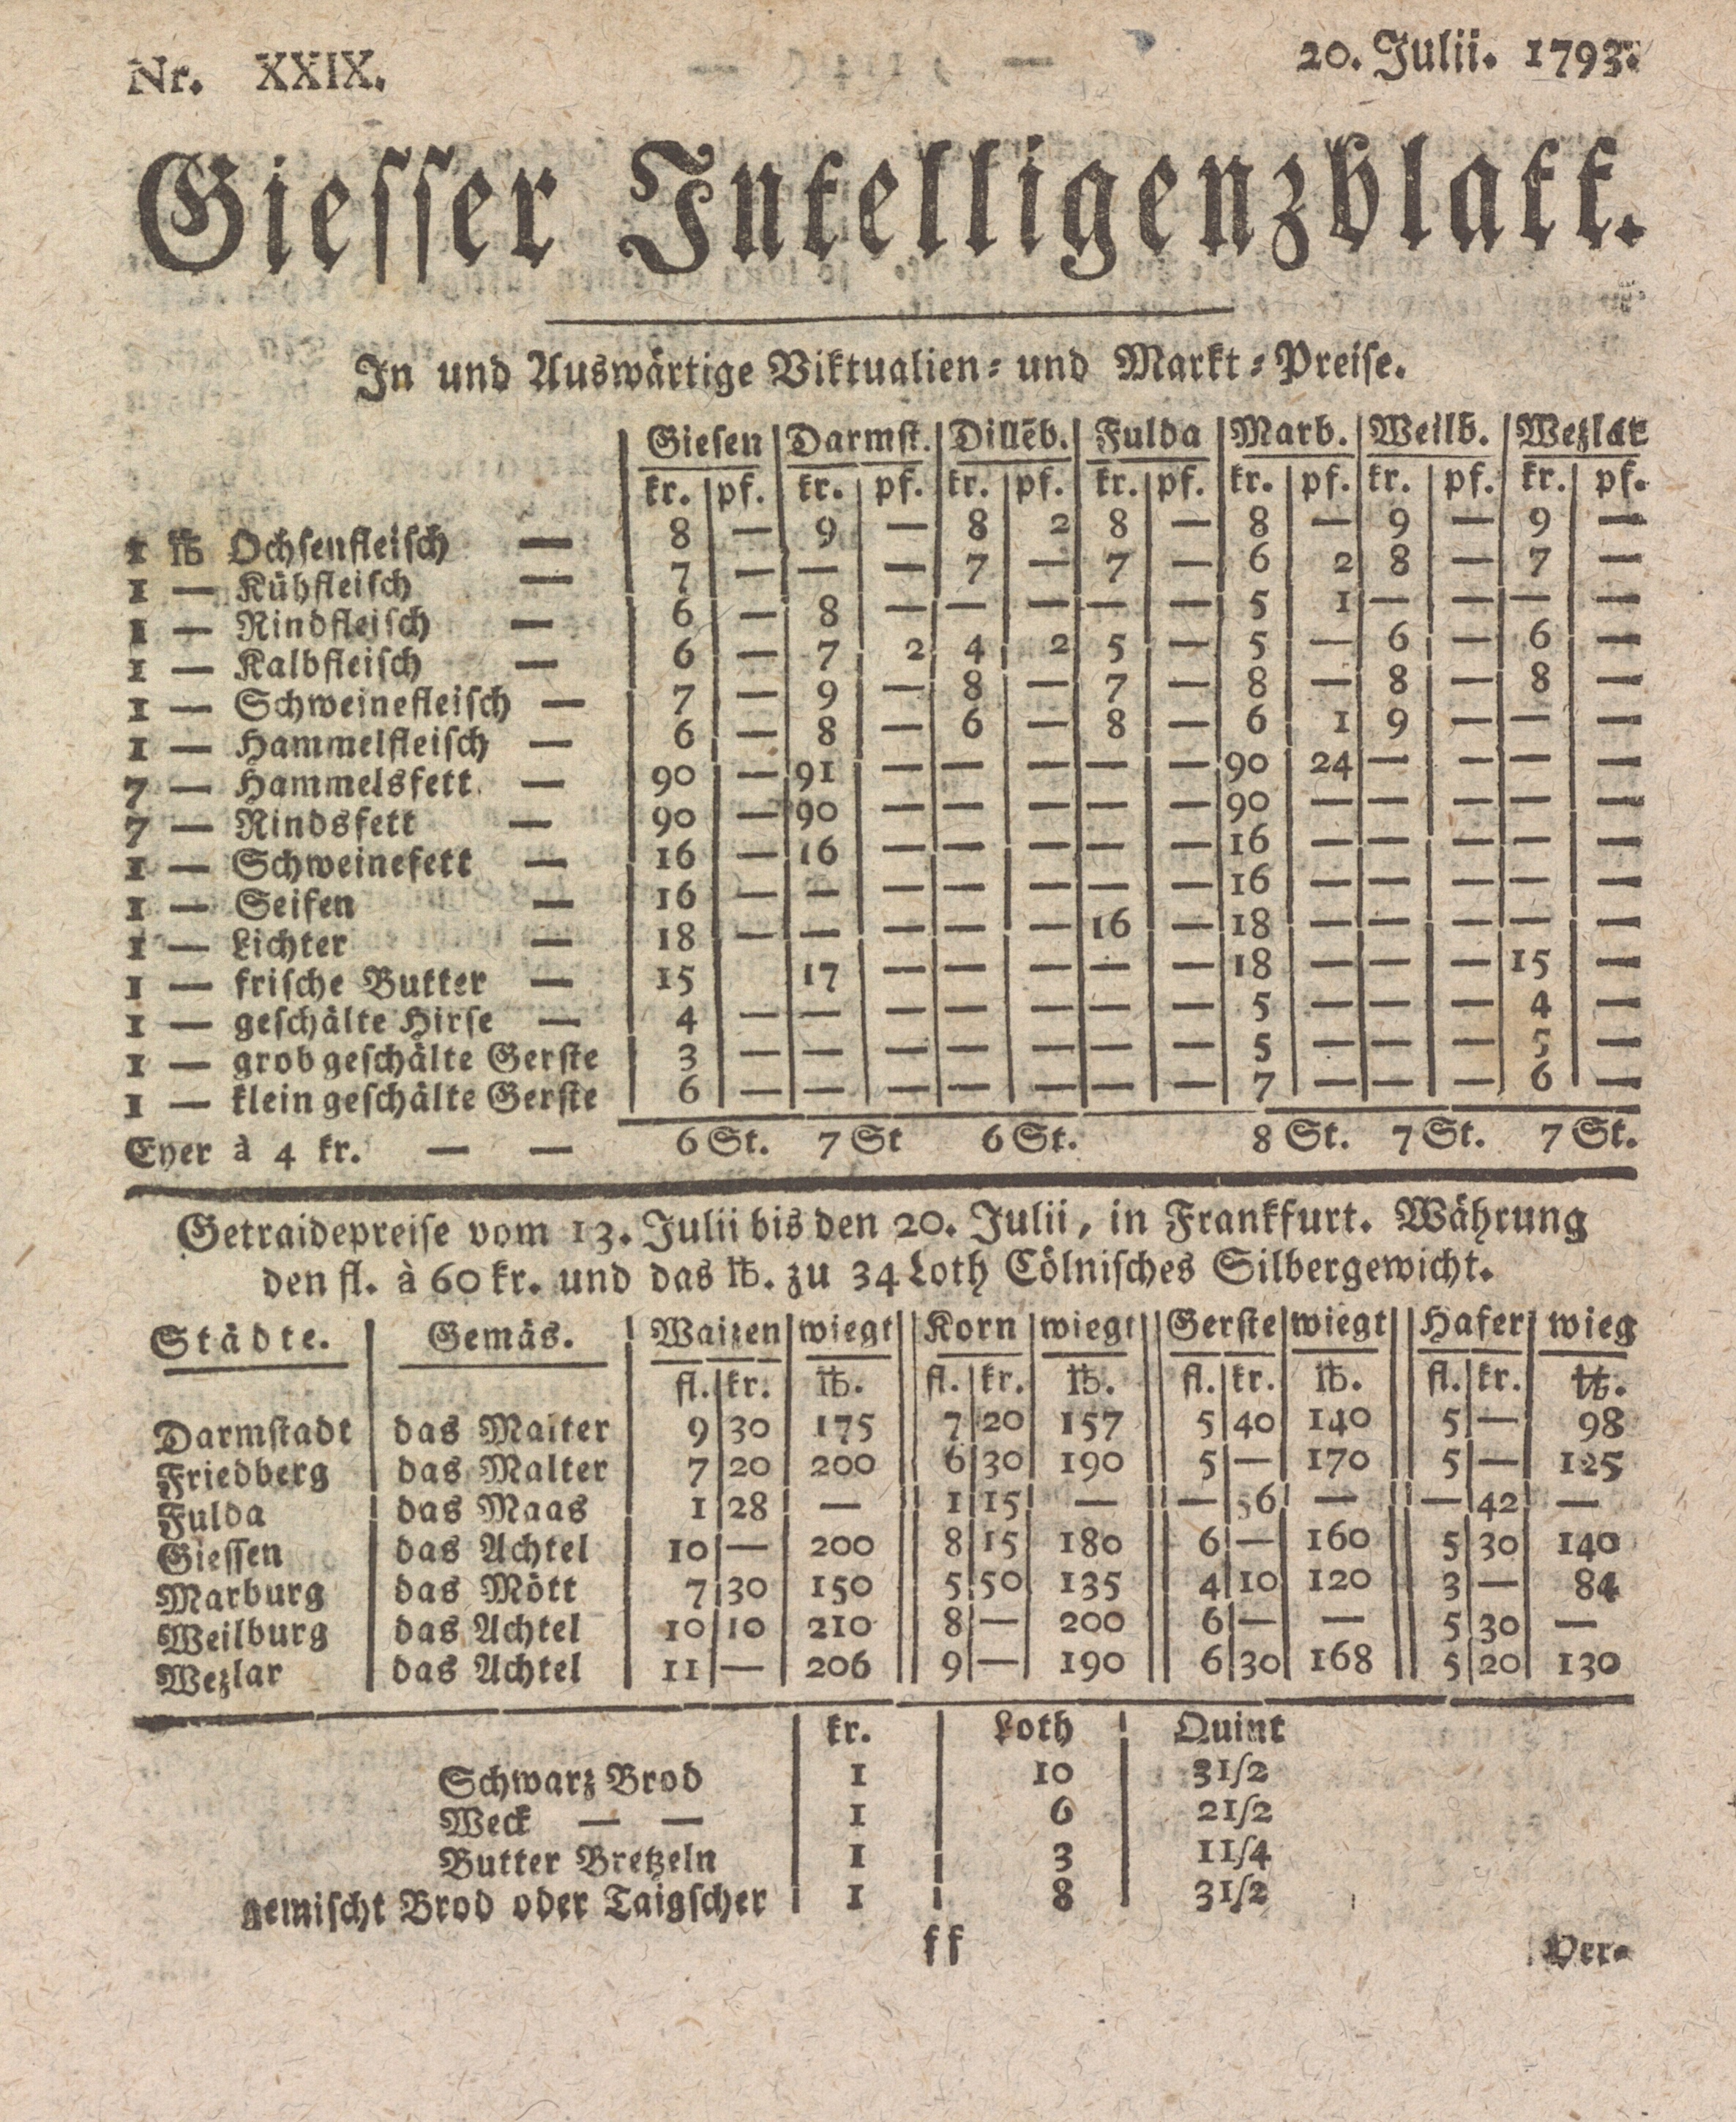 Nr. XXIX. 20. Julii. 1793.
Giesser Intelligenzblatt.
In und Auswärtige Viktualien- und Markt-Preise.
Giesen Darmst. Dillēb. Fulda Marb. Weilb. Wezlar
kr. pf. kr. pf. kr. pf. kr. pf. kr. pf. kr. pf. kr. pf.
1 ℔ Ochsenfleisch — 8 — 9 — 8 2 8 — 8 — 9 — 9 —
1 — Kühfleisch — 7 — — — 7 — 7 — 6 2 8 — 7 —
1 — Rindfleisch — 6 — 8 — — — — — 5 1 — — — —
1 — Kalbfleisch — 6 — 7 2 4 2 5 — 5 — 6 — 6 —
1 — Schweinefleisch — 7 — 9 — 8 — 7 — 8 — 8 — 8 —
1 — Hammelfleisch — 6 — 8 — 6 — 8 — 6 1 9 — — —
7 — Hammelsfett — 90 — 91 — — — — — 90 24 — — — —
7 — Rindsfett — 90 — 90 — — — — — 90 — — — — —
1 — Schweinefett — 16 — 16 — — — — — 16 — — — — —
1 — Seifen — 16 — — — — — — — 16 — — — — —
1 — Lichter — 18 — — — — — 16 — 18 — — — — —
1 — frische Butter — 15 17 — — — — — 18 — — — 15 —
1 — geschälte Hirse — 4 — — — — — — — 5 — — — 4 —
1 — grob geschälte Gerste 3 — — — — — — — 5 — — — 5 —
1 — klein geschälte Gerste 6 — — — — — — — 7 — — — 6 —
Eyer à 4 kr. — — 6 St. 7 St 6 St. 8 St. 7 St. 7 St.
Getraidepreise vom 13. Julii bis den 20. Julii, in Frankfurt. Währung
den fl. à 60 kr. und das ℔. zu 34 Loth Cölnisches Silbergewicht.
Städte. Gemäs. Waizen wiegt Korn wiegt Gerste wiegt Hafer wieg
fl. kr. ℔. fl. kr. ℔. fl. kr. ℔. fl. kr. ℔.
Darmstadt das Malter 9 30 175 7 20 157 5 40 140 5 — 98
Friedberg das Malter 7 20 200 6 30 190 5 — 170 5 — 125
Fulda das Maas 1 28 — 1 15 — — 56 — — 42 —
Giessen das Achtel 10 — 200 8 15 180 6 — 160 5 30 140
Marburg das Mött 7 30 150 5 50 135 4 10 120 3 — 84
Weilburg das Achtel 10 10 210 8 — 200 6 — — 5 30 —
Wezlar das Achtel 11 — 206 9 — 190 6 30 168 5 20 130
kr. Loth Quint
Schwarz Brod 1 10 31/2
Weck — — 1 6 21/2
Butter Bretzeln 1 3 11/4
gemischt Brod oder Taigscher 1 8 31/2
ff Ver-